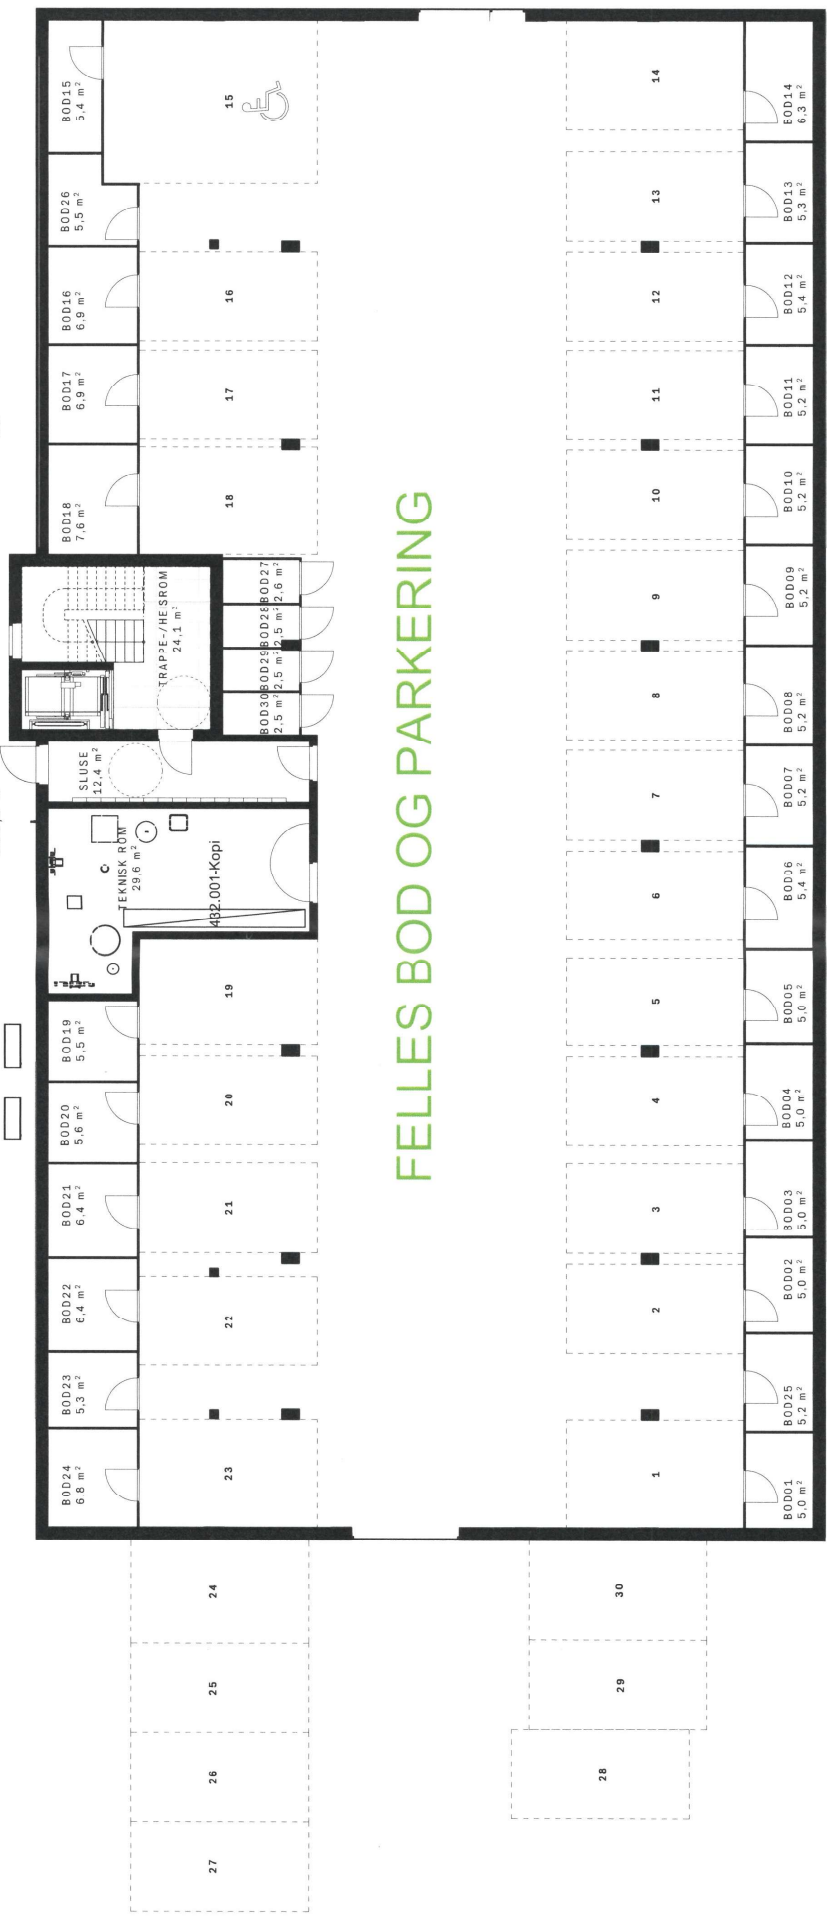 BOD15
5,4 m²
BOD26
5,5 m²
BOD16
6,9 m²
BOD17
6,9 m²
BOD18
7,6 m²
TRAPPE-/HEISROM
24,1 m²
BOD27
2,6 m²
BOD28
2,5 m²
BOD29
2,5 m²
BOD30
2,5 m²
SLUSE
12,4 m²
TEKNISK ROM
29,6 m²
432.001-Kopi
BOD19
5,5 m²
BOD20
5,6 m²
BOD21
6,4 m²
BOD22
6,4 m²
BOD23
5,3 m²
BOD24
6,8 m²
15
16
17
18
19
20
21
22
23
24
25
26
27
FELLES BOD OG PARKERING
14
13
12
11
10
9
8
7
6
5
4
3
2
1
30
29
28
BOD14
6,3 m²
BOD13
5,3 m²
BOD12
5,4 m²
BOD11
5,2 m²
BOD10
5,2 m²
BOD09
5,2 m²
BOD08
5,2 m²
BOD07
5,2 m²
BOD06
5,4 m²
BOD05
5,0 m²
BOD04
5,0 m²
BOD03
5,0 m²
BOD02
5,0 m²
BOD25
5,2 m²
BOD01
5,0 m²